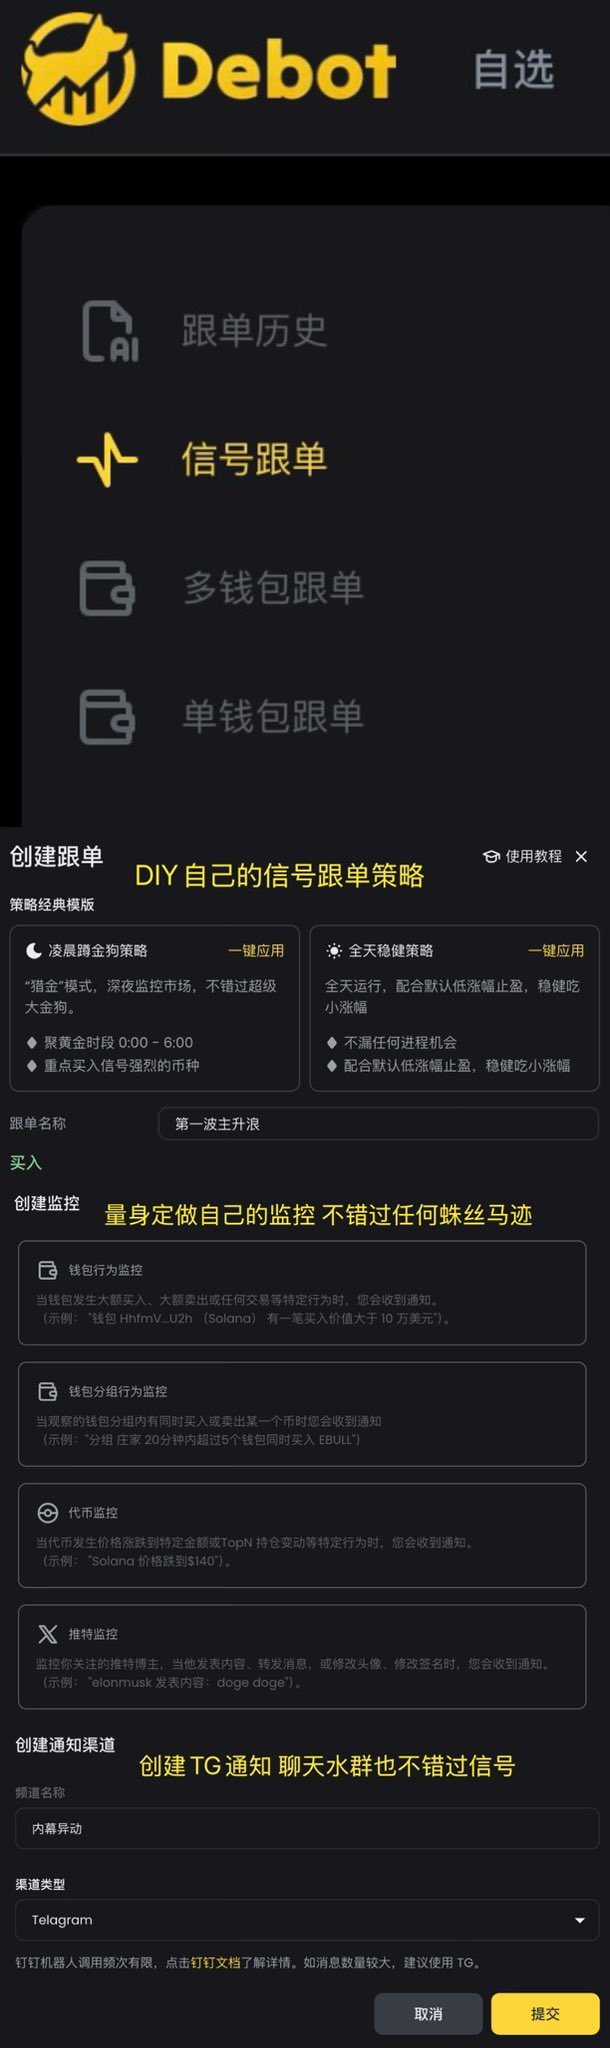 Debot 自选
跟单历史
信号跟单
多钱包跟单
单钱包跟单
创建跟单
使用教程
DIY 自己的信号跟单策略
策略经典模版
凌晨蹲金狗策略 一键应用
“猎金”模式，深夜监控市场，不错过超级
大金狗。
聚黄金时段 0:00 - 6:00
重点买入信号强烈的币种
全天稳健策略 一键应用
全天运行，配合默认低涨幅止盈，稳健吃
小涨幅
不漏任何进程机会
配合默认低涨幅止盈，稳健吃小涨幅
跟单名称 第一波主升浪
买入
创建监控
量身定做自己的监控 不错过任何蛛丝马迹
钱包行为监控
当钱包发生大额买入、大额卖出或任何交易等特定行为时，您会收到通知。
（示例： "钱包 HhfmV...U2h （Solana） 有一笔买入价值大于 10 万美元"）。
钱包分组行为监控
当观察的钱包分组内有同时买入或卖出某一个币时您会收到通知
（示例： "分组 庄家 20分钟内超过5个钱包同时买入 EBULL"）
代币监控
当代币发生价格涨跌到特定金额或TopN 持仓变动等特定行为时，您会收到通知。
（示例： "Solana 价格跌到$140"）。
推特监控
监控你关注的推特博主，当他发表内容、转发消息，或修改头像、修改签名时，您会收到通知。
（示例： "elonmusk 发表内容：doge doge"）。
创建通知渠道
创建 TG 通知 聊天水群也不错过信号
频道名称
内幕异动
渠道类型
Telagram
钉钉机器人调用频次有限，点击钉钉文档了解详情。如消息数量较大，建议使用 TG。
取消 提交